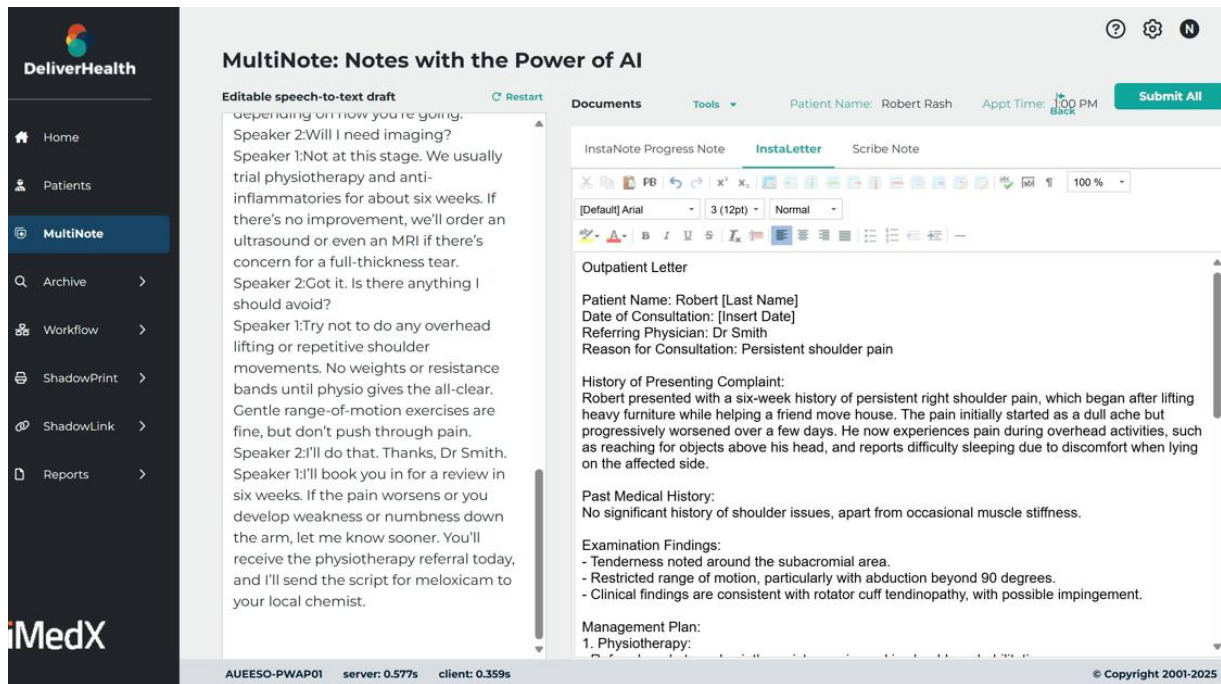 DeliverHealth
Home
Patients
MultiNote
Archive
Workflow
ShadowPrint
ShadowLink
Reports
iMedX
MultiNote: Notes with the Power of AI
Editable speech-to-text draft
Restart
depending on how you're going.
Speaker 2:Will I need imaging?
Speaker 1:Not at this stage. We usually
trial physiotherapy and anti-
inflammatories for about six weeks. If
there's no improvement, we'll order an
ultrasound or even an MRI if there's
concern for a full-thickness tear.
Speaker 2:Got it. Is there anything I
should avoid?
Speaker 1:Try not to do any overhead
lifting or repetitive shoulder
movements. No weights or resistance
bands until physio gives the all-clear.
Gentle range-of-motion exercises are
fine, but don't push through pain.
Speaker 2:I'll do that. Thanks, Dr Smith.
Speaker 1:I'll book you in for a review in
six weeks. If the pain worsens or you
develop weakness or numbness down
the arm, let me know sooner. You'll
receive the physiotherapy referral today,
and I'll send the script for meloxicam to
your local chemist.
N
Documents Tools Patient Name: Robert Rash Appt Time: 1:00 PM Submit All
Back
InstaNote Progress Note InstaLetter Scribe Note
PB x² x₂ abl ¶ 100 %
[Default] Arial 3 (12pt) Normal
ab A B I U S Ix
Outpatient Letter
Patient Name: Robert [Last Name]
Date of Consultation: [Insert Date]
Referring Physician: Dr Smith
Reason for Consultation: Persistent shoulder pain
History of Presenting Complaint:
Robert presented with a six-week history of persistent right shoulder pain, which began after lifting
heavy furniture while helping a friend move house. The pain initially started as a dull ache but
progressively worsened over a few days. He now experiences pain during overhead activities, such
as reaching for objects above his head, and reports difficulty sleeping due to discomfort when lying
on the affected side.
Past Medical History:
No significant history of shoulder issues, apart from occasional muscle stiffness.
Examination Findings:
- Tenderness noted around the subacromial area.
- Restricted range of motion, particularly with abduction beyond 90 degrees.
- Clinical findings are consistent with rotator cuff tendinopathy, with possible impingement.
Management Plan:
1. Physiotherapy:
AUEESO-PWAP01 server: 0.577s client: 0.359s © Copyright 2001-2025